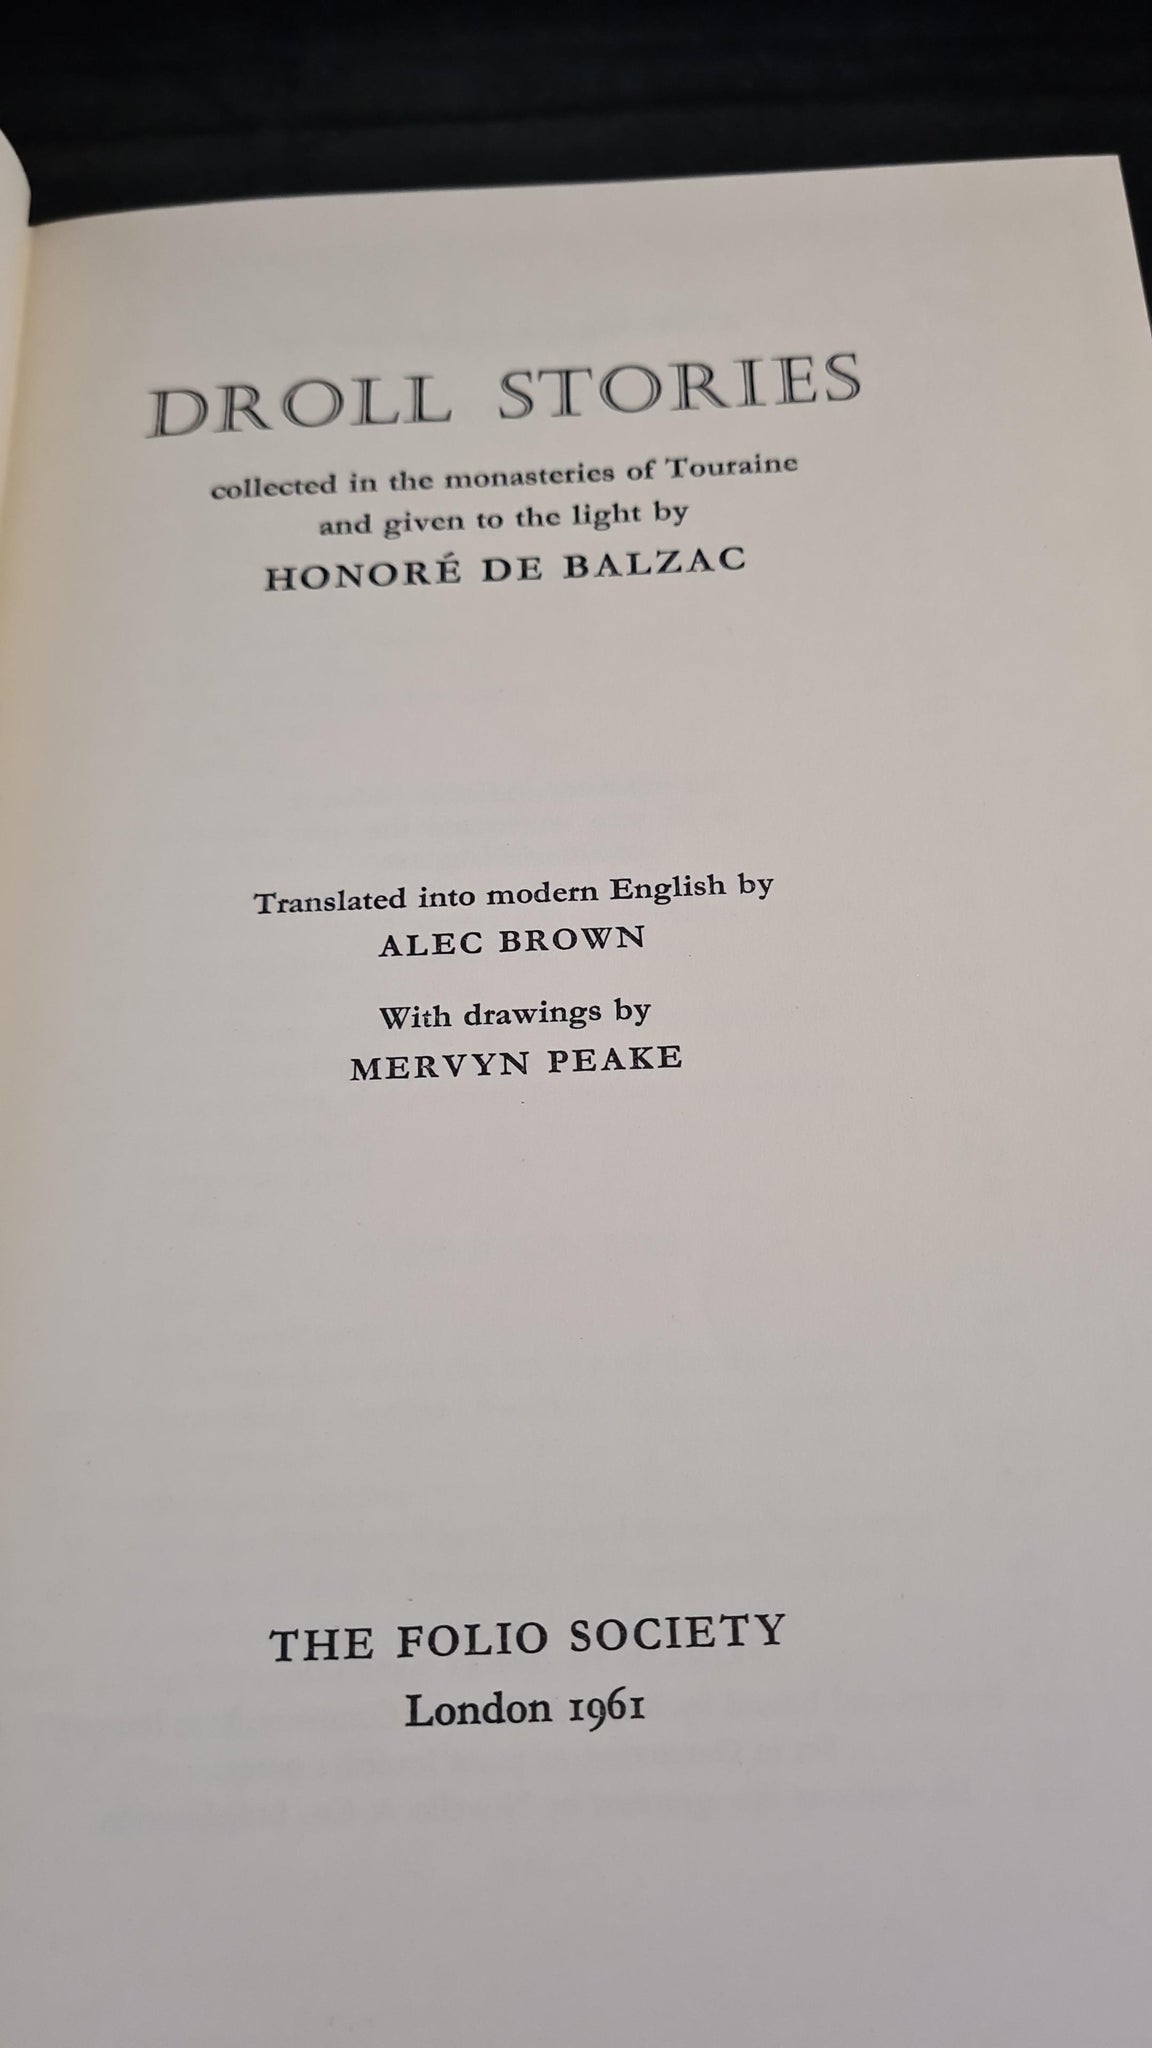 DROLL STORIES
collected in the monasteries of Touraine
and given to the light by
HONORÉ DE BALZAC
Translated into modern English by
ALEC BROWN
With drawings by
MERVYN PEAKE
THE FOLIO SOCIETY
London 1961